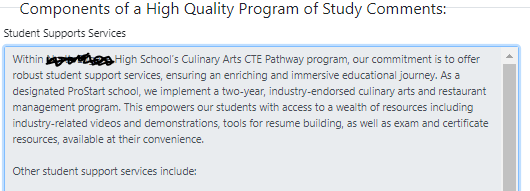 Components of a High Quality Program of Study Comments:
Student Supports Services
Within High School's Culinary Arts CTE Pathway program, our commitment is to offer
robust student support services, ensuring an enriching and immersive educational journey. As a
designated ProStart school, we implement a two-year, industry-endorsed culinary arts and restaurant
management program. This empowers our students with access to a wealth of resources including
industry-related videos and demonstrations, tools for resume building, as well as exam and certificate
resources, available at their convenience.
Other student support services include: